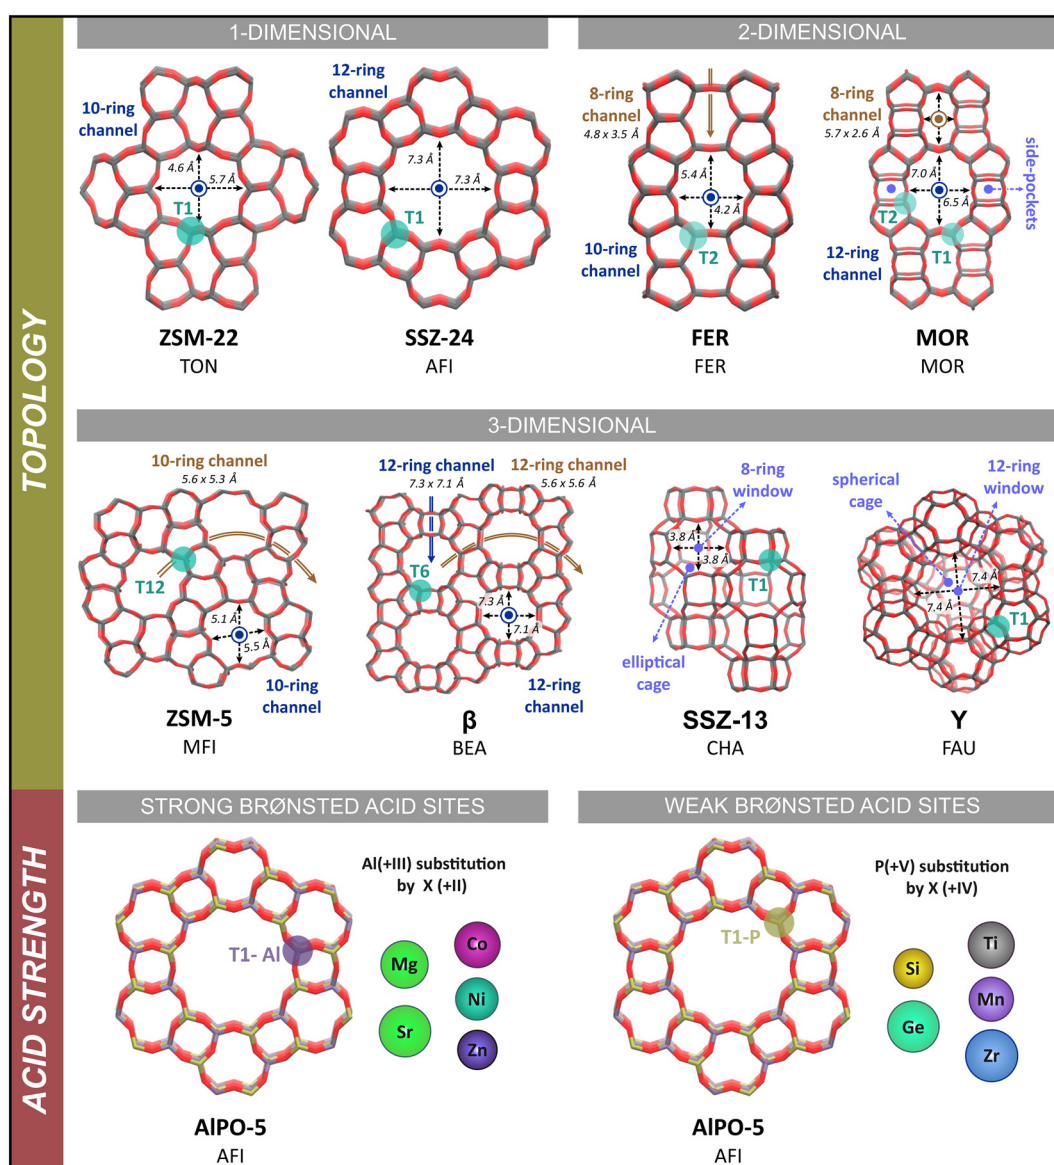 TOPOLOGY
1-DIMENSIONAL
2-DIMENSIONAL
10-ring
channel
4.6 Å
5.7 Å
T1
ZSM-22
TON
12-ring
channel
7.3 Å
7.3 Å
T1
SSZ-24
AFI
8-ring
channel
4.8 x 3.5 Å
5.4 Å
4.2 Å
10-ring
channel
T2
FER
FER
8-ring
channel
5.7 x 2.6 Å
7.0 Å
6.5 Å
side-pockets
T2
12-ring
channel
T1
MOR
MOR
3-DIMENSIONAL
10-ring channel
5.6 x 5.3 Å
T12
5.1 Å
5.5 Å
10-ring
channel
ZSM-5
MFI
12-ring channel
7.3 x 7.1 Å
12-ring channel
5.6 x 5.6 Å
T6
7.3 Å
7.1 Å
12-ring
channel
β
BEA
8-ring
window
3.8 Å
3.8 Å
T1
elliptical
cage
SSZ-13
CHA
spherical
cage
12-ring
window
7.4 Å
7.4 Å
T1
Y
FAU
ACID STRENGTH
STRONG BRØNSTED ACID SITES
WEAK BRØNSTED ACID SITES
Al(+III) substitution
by X (+II)
T1- Al
Mg
Sr
Co
Ni
Zn
AlPO-5
AFI
P(+V) substitution
by X (+IV)
T1-P
Si
Ge
Ti
Mn
Zr
AlPO-5
AFI